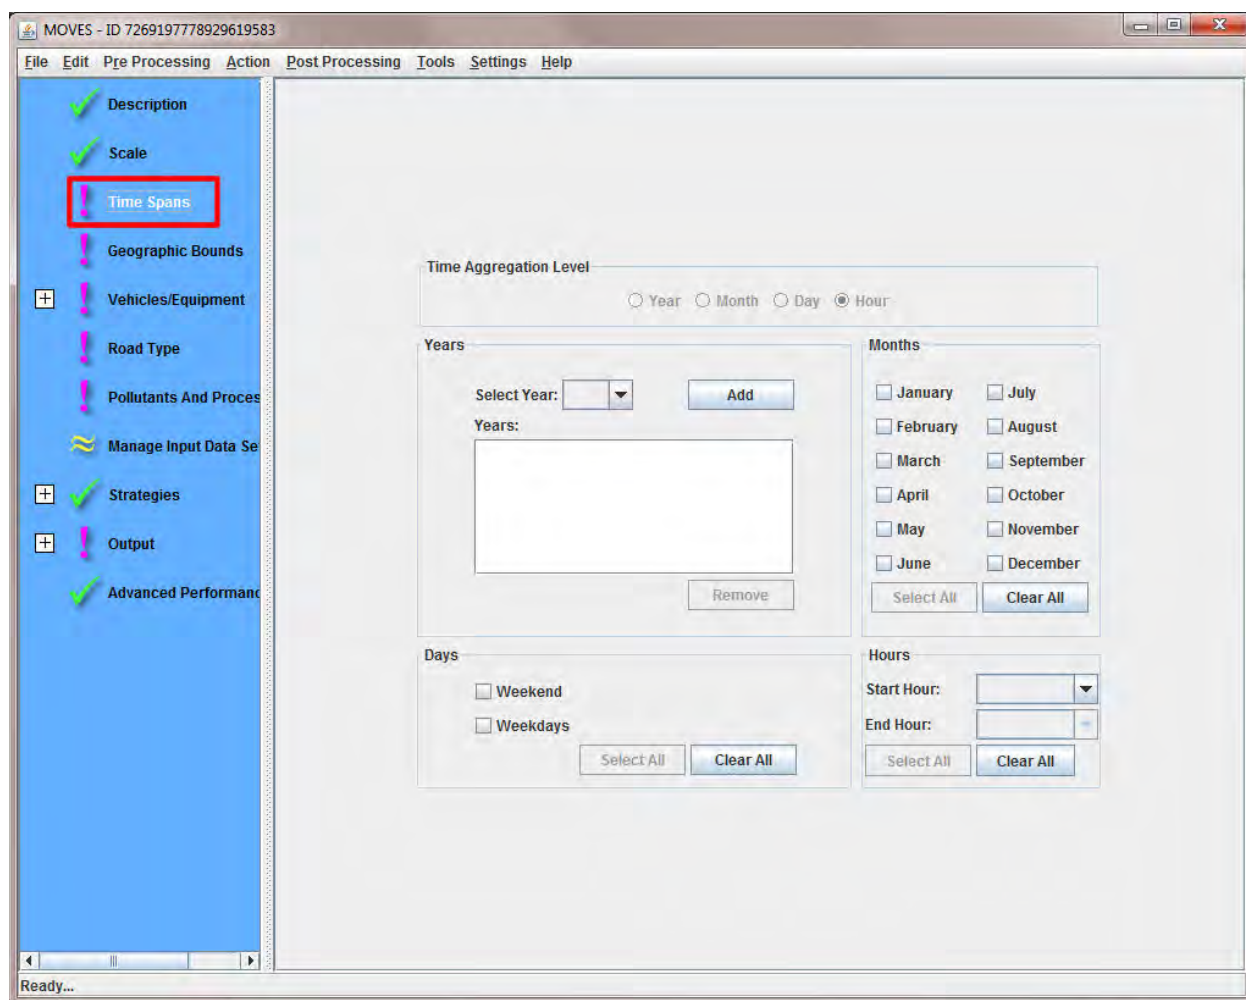 MOVES - ID 7269197778929619583
File Edit Pre Processing Action Post Processing Tools Settings Help
Description
Scale
Time Spans
Geographic Bounds
Vehicles/Equipment
Road Type
Pollutants And Proces
Manage Input Data Se
Strategies
Output
Advanced Performanc
Time Aggregation Level
Year Month Day Hour
Years
Select Year: Add
Years:
Remove
Months
January July
February August
March September
April October
May November
June December
Select All Clear All
Days
Weekend
Weekdays
Select All Clear All
Hours
Start Hour:
End Hour:
Select All Clear All
Ready...